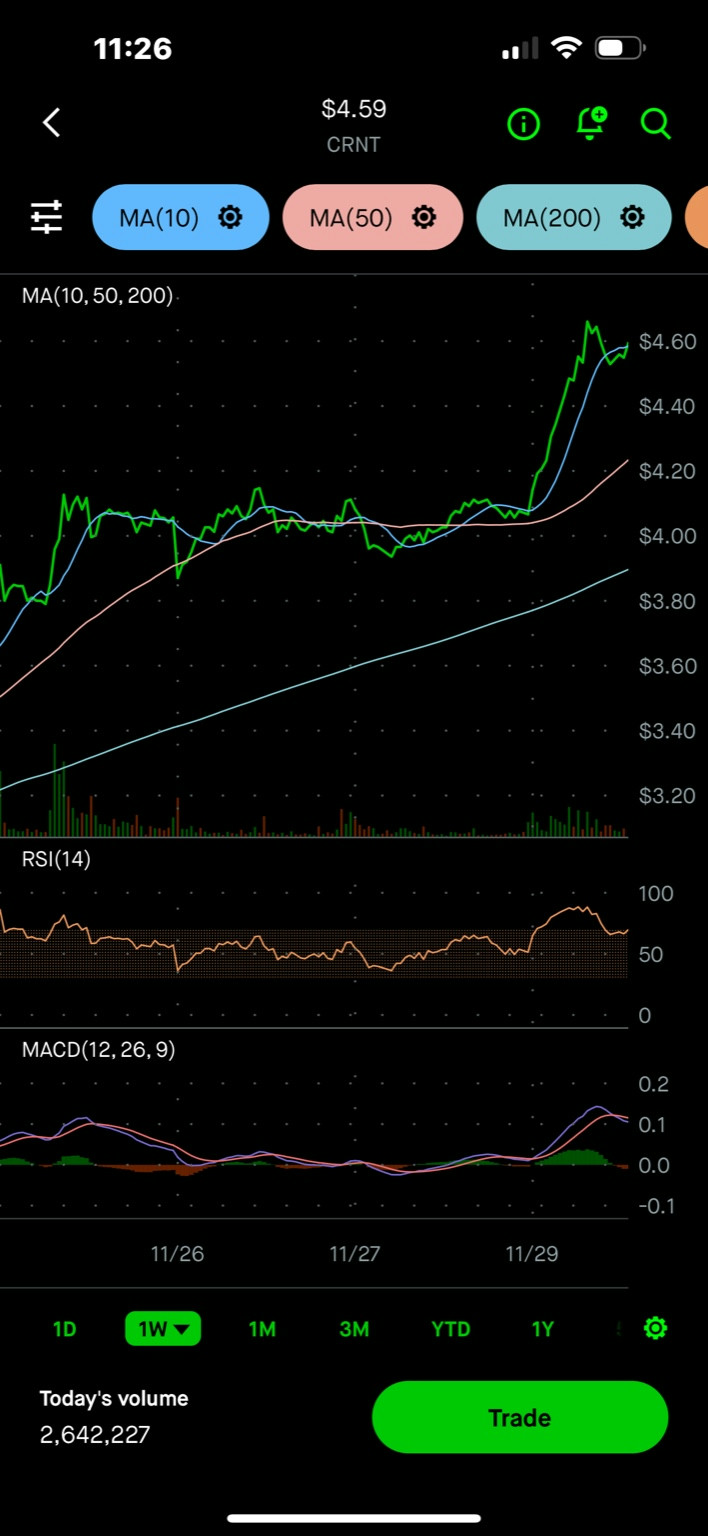 11:26
$4.59
CRNT
MA(10)
MA(50)
MA(200)
MA(10, 50, 200)
$4.60
$4.40
$4.20
$4.00
$3.80
$3.60
$3.40
$3.20
RSI(14)
100
50
0
MACD(12, 26, 9)
0.2
0.1
0.0
-0.1
11/26 11/27 11/29
1D 1W 1M 3M YTD 1Y
Today's volume
2,642,227
Trade